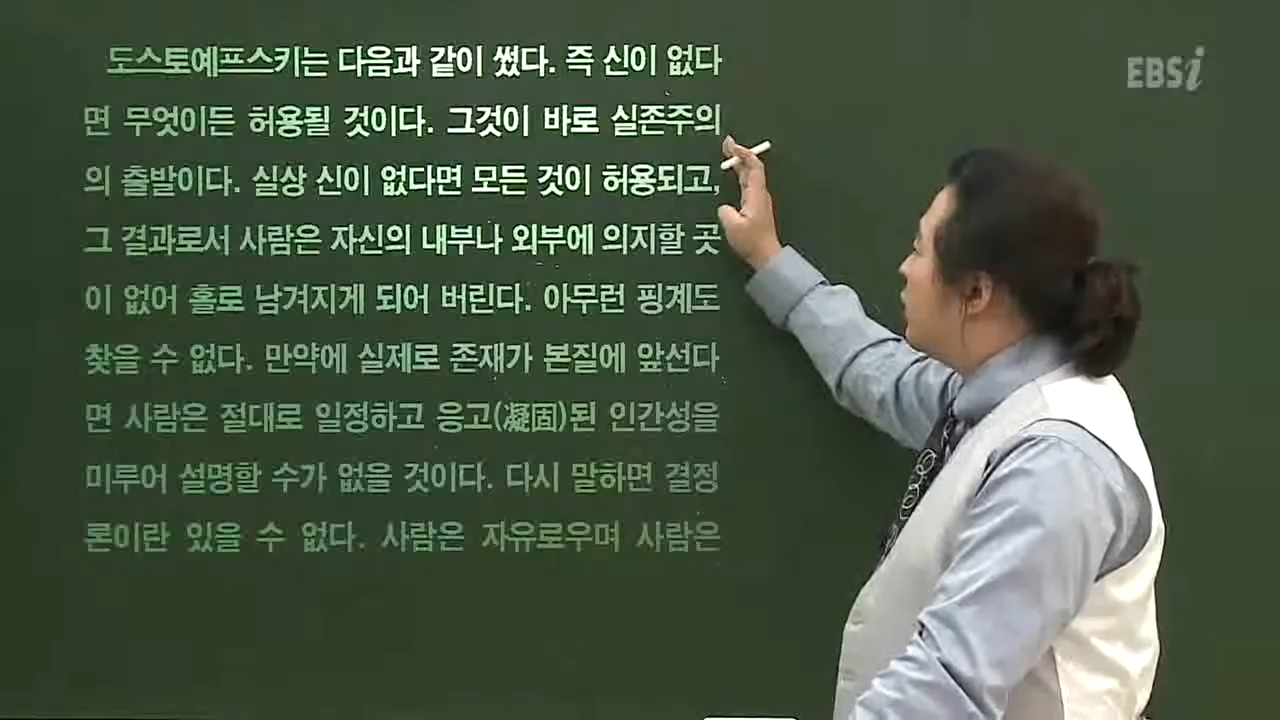 도스토예프스키는 다음과 같이 썼다. 즉 신이 없다
면 무엇이든 허용될 것이다. 그것이 바로 실존주의
의 출발이다. 실상 신이 없다면 모든 것이 허용되고,
그 결과로서 사람은 자신의 내부나 외부에 의지할 곳
이 없어 홀로 남겨지게 되어 버린다. 아무런 핑계도
찾을 수 없다. 만약에 실제로 존재가 본질에 앞선다
면 사람은 절대로 일정하고 응고(凝固)된 인간성을
미루어 설명할 수가 없을 것이다. 다시 말하면 결정
론이란 있을 수 없다. 사람은 자유로우며 사람은
EBSi